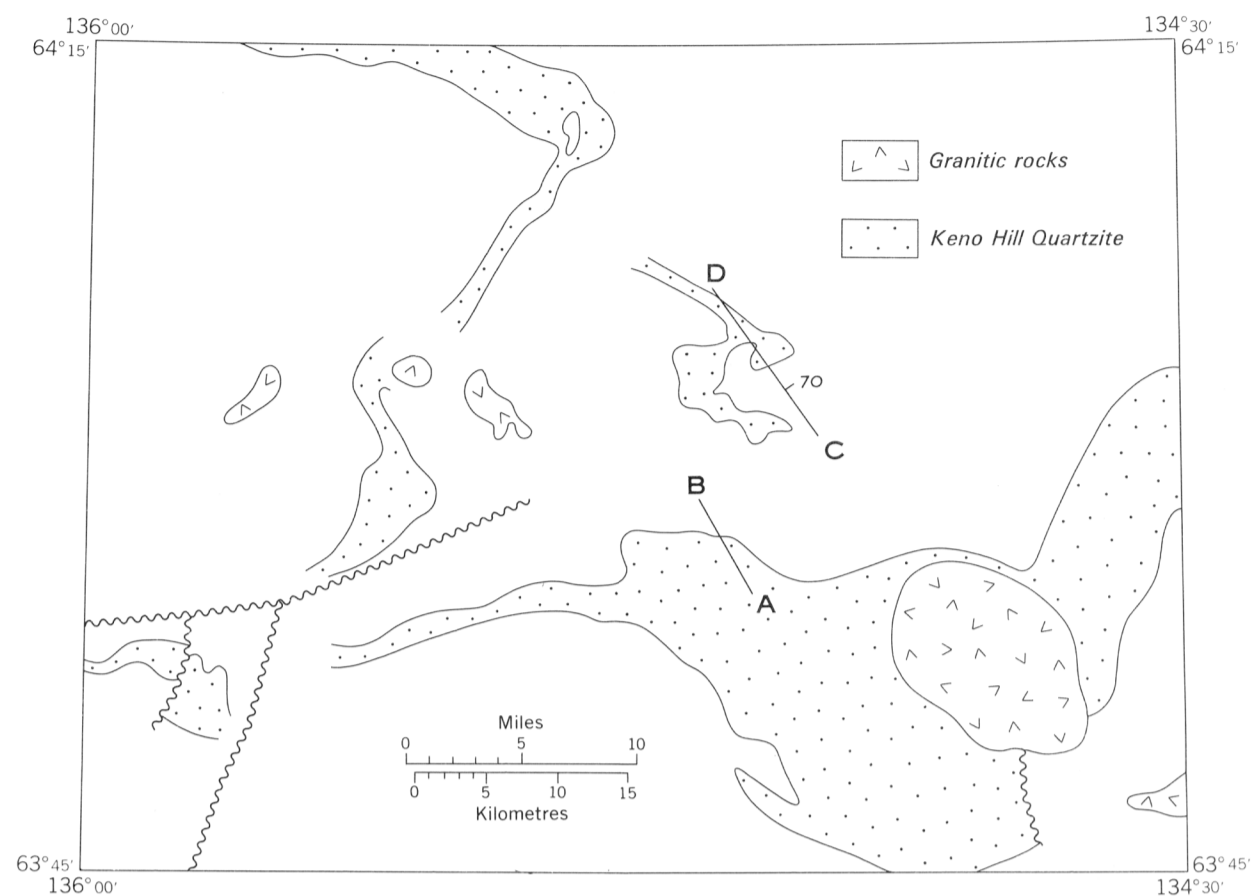 136°00′
134°30′
64°15′
64°15′
Granitic rocks
Keno Hill Quartzite
D
70
C
B
A
Miles
0 5 10
0 5 10 15
Kilometres
63°45′
63°45′
136°00′
134°30′